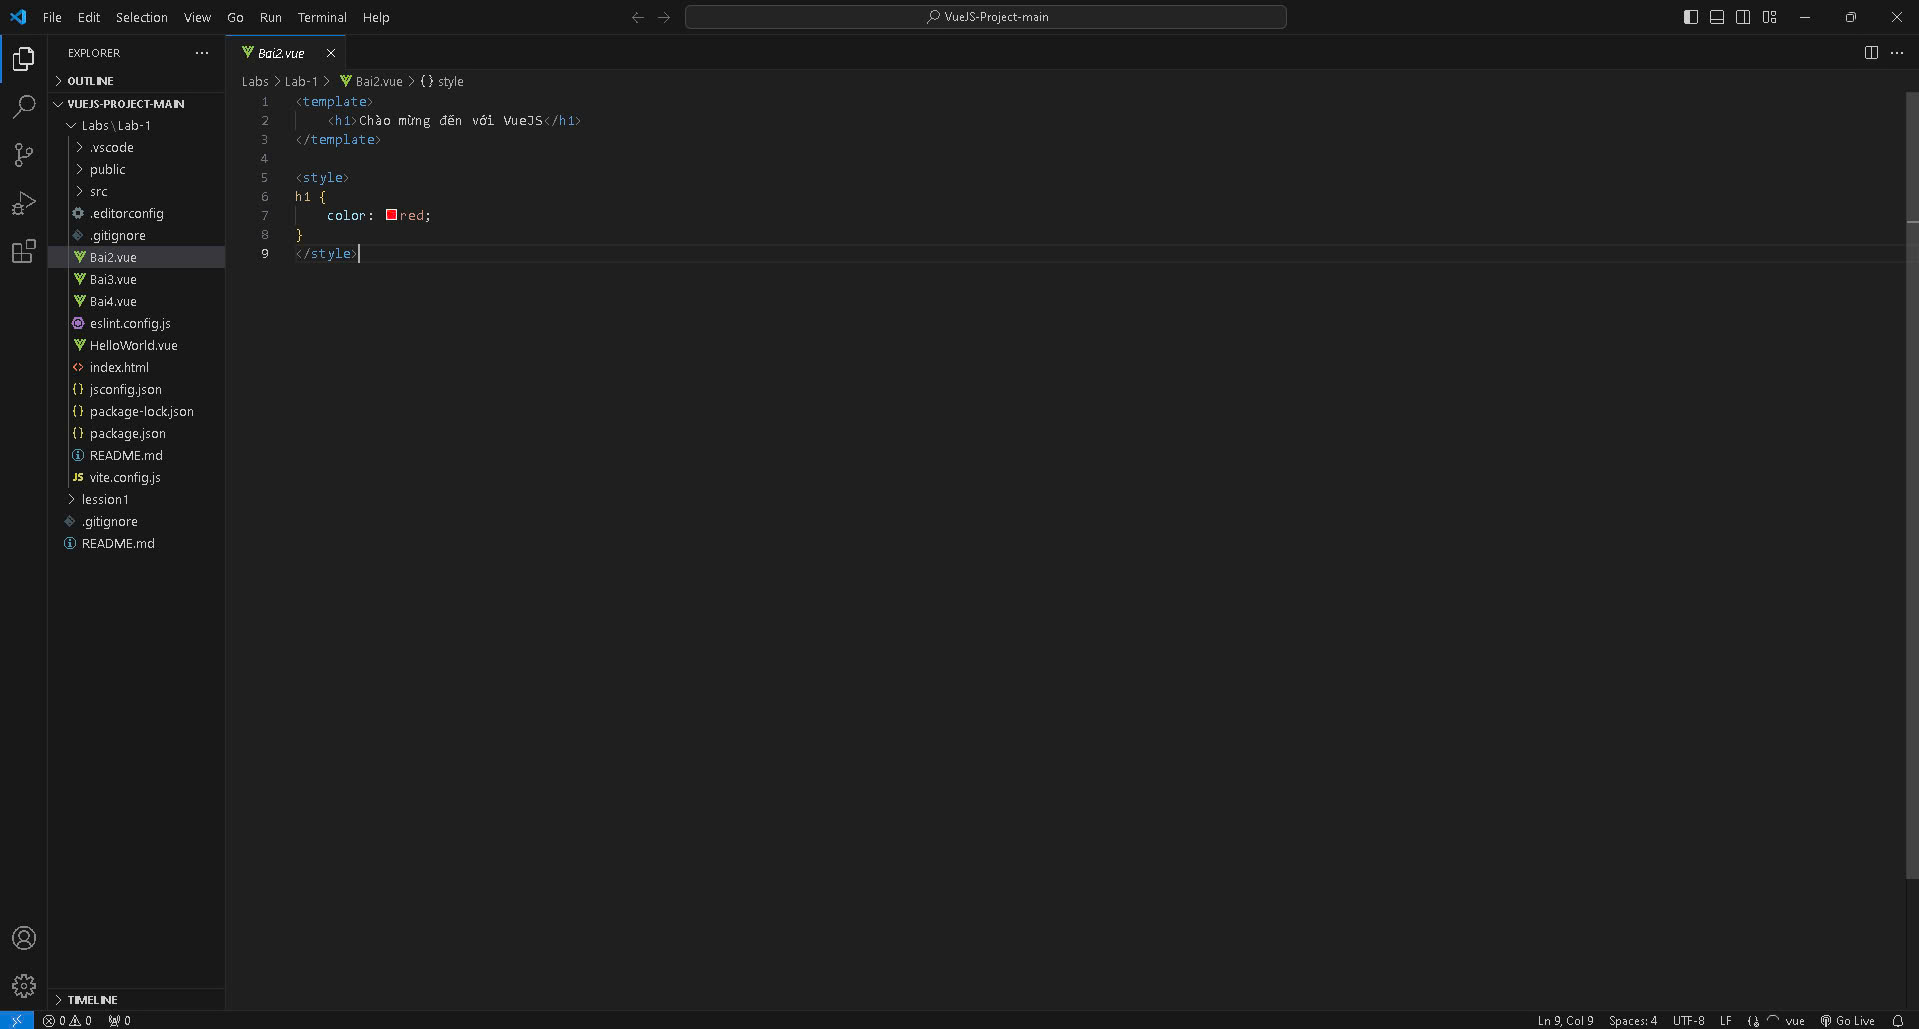 File Edit Selection View Go Run Terminal Help
VueJS-Project-main
EXPLORER
OUTLINE
VUEJS-PROJECT-MAIN
Labs\Lab-1
.vscode
public
src
.editorconfig
.gitignore
Bai2.vue
Bai3.vue
Bai4.vue
eslint.config.js
HelloWorld.vue
index.html
jsconfig.json
package-lock.json
package.json
README.md
JS vite.config.js
lession1
.gitignore
README.md
TIMELINE
Bai2.vue
Labs > Lab-1 > Bai2.vue > {} style
1 <template>
2 <h1>Chào mừng đến với VueJS</h1>
3 </template>
4
5 <style>
6 h1 {
7 color: red;
8 }
9 </style>
0 0 0
Ln 9, Col 9 Spaces: 4 UTF-8 LF vue Go Live